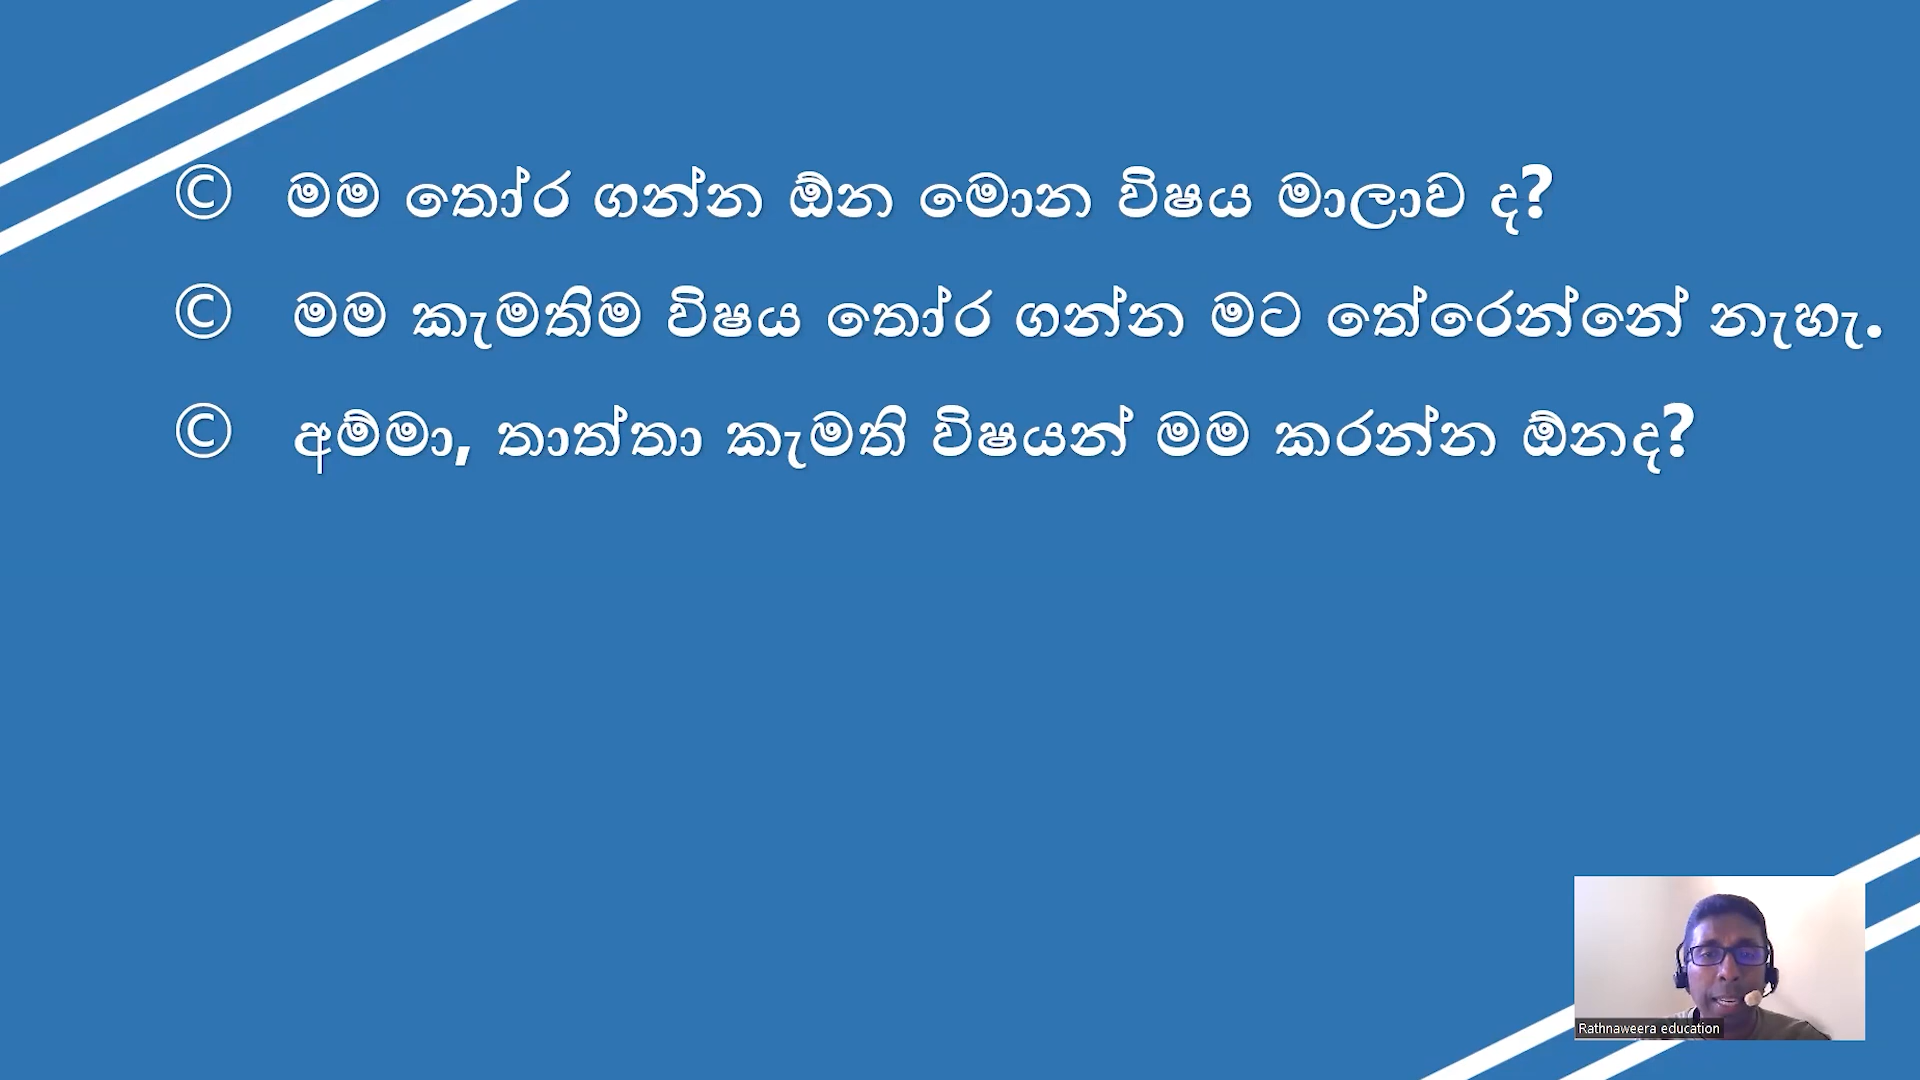 © මම තෝර ගන්න ඕන මොන විෂය මාලාව ද?
© මම කැමතිම විෂය තෝර ගන්න මට තේරෙන්නේ නැහැ.
© අම්මා, තාත්තා කැමති විෂයන් මම කරන්න ඕනද?
Rathnaweera education